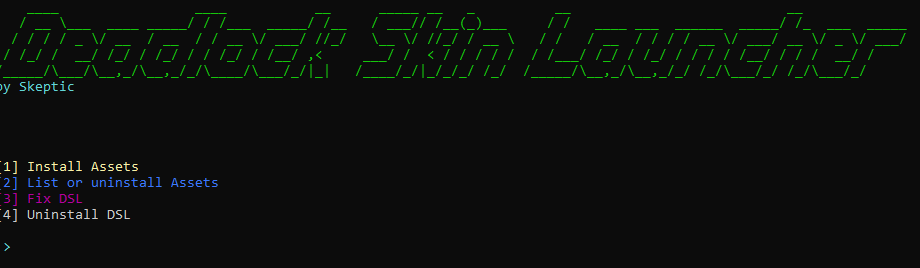 Deadlock Skin Launcher
by Skeptic
[1] Install Assets
[2] List or uninstall Assets
[3] Fix DSL
[4] Uninstall DSL
>